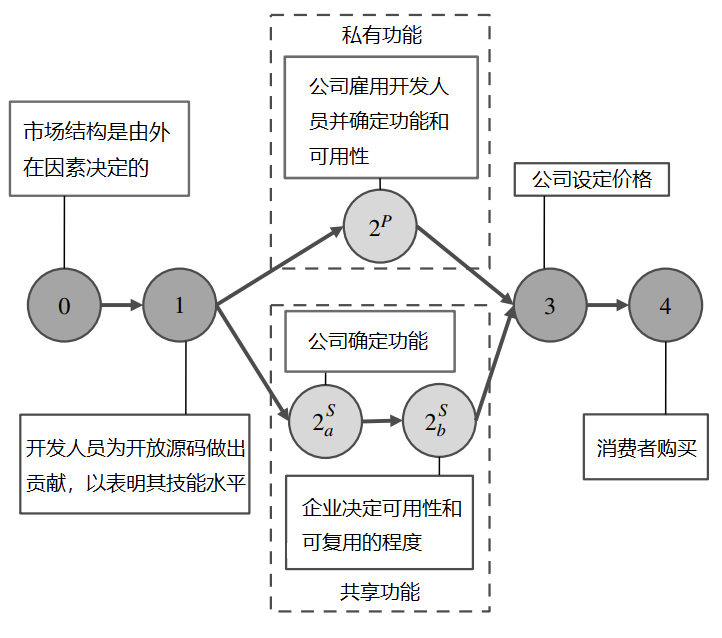 私有功能
公司雇用开发人
员并确定功能和
可用性
市场结构是由外
在因素决定的
公司设定价格
2^P
0
1
3
4
公司确定功能
2_a^S
2_b^S
开发人员为开放源码做出
贡献，以表明其技能水平
消费者购买
企业决定可用性和
可复用的程度
共享功能